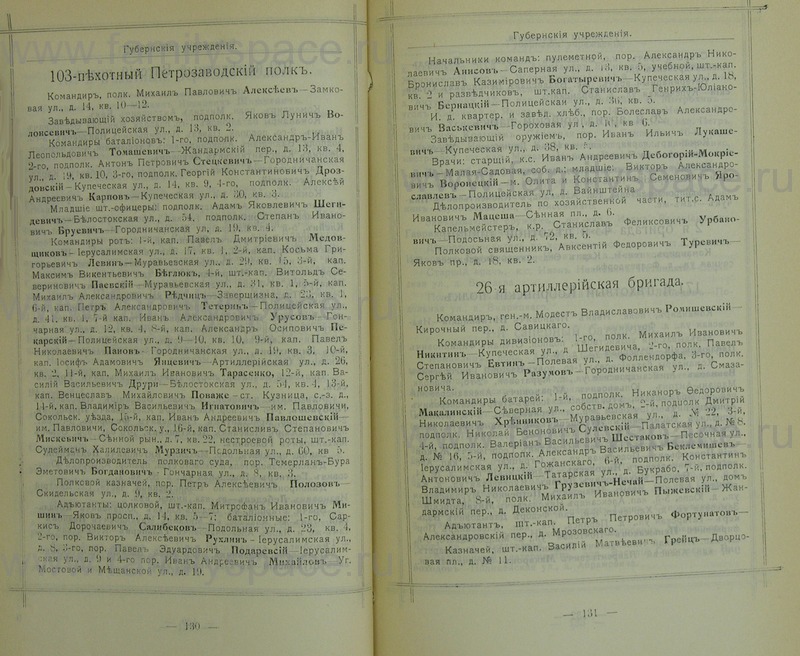 Губернскія учрежденія.
103-пѣхотный Петрозаводскій полкъ.
Командиръ, полк. Михаилъ Павловичъ Алексѣевъ—Замко-
вая ул., д. 14, кв. 10—12.
Завѣдывающій хозяйствомъ, подполк. Яковъ Луничъ Во-
лонсевичъ—Полицейская ул., д. 13, кв. 2.
Командиры баталіоновъ: 1-го, подполк. Александръ-Иванъ
Леопольдовичъ Томашевичъ—Жандармскій пер., д. 13, кв. 4,
2-го, подполк. Антонъ Петровичъ Стецкевичъ—Городничанская
ул., д. 19, кв. 10, 3-го, подполк. Георгій Константиновичъ Дроз-
довскій—Купеческая ул., д. 14, кв. 9, 4-го, подполк. Алексѣй
Андреевичъ Карповъ—Купеческая ул., д. 30, кв. 3.
Младшіе шт.-офицеры: подполк. Адамъ Яковлевичъ Шеги-
девичъ—Бѣлостокская ул., д. 54, подполк. Степанъ Ивано-
вичъ Бруевичъ—Городничанская ул., д. 19, кв. 4.
Командиры ротъ: 1-й, кап. Павелъ Дмитріевичъ Медов-
щиковъ—Іерусалимская ул., д. 17, кв. 1, 2-й, кап. Косьма Гри-
горьевичъ Левинъ—Муравьевская ул., д. 29, кв. 15, 3-й, кап.
Максимъ Викентьевичъ Бѣглюкъ, 4-й, шт.-кап. Витольдъ Се-
вериновичъ Паевскій—Муравьевская ул., д. 31, кв. 1, 5-й, кап.
Михаилъ Александровичъ Рѣдчицъ—Завершизна, д. 23, кв. 1,
6-й, кап. Петръ Александровичъ Тетеринъ—Полицейская ул.,
д. 41, кв. 1, 7-й кап. Иванъ Александровичъ Урусовъ—Гон-
чарная ул., д. 12, кв. 4, 8-й, кап. Александръ Осиповичъ Пе-
карскій—Полицейская ул., д. 9—10, кв. 10, 9-й, кап. Павелъ
Николаевичъ Пановъ—Городничанская ул., д. 19, кв. 3, 10-й,
кап. Іосифъ Адамовичъ Янцевичъ—Артиллерійская ул., д. 26,
кв. 2, 11-й, кап. Михаилъ Ивановичъ Тарасенко, 12-й, кап. Ва-
силій Васильевичъ Друри—Бѣлостокская ул., д. 54, кв. 4, 13-й,
кап. Венцеславъ Михайловичъ Понаже—ст. Кузница, с.-з. д.,
14-й, кап. Владиміръ Васильевичъ Игнатовичъ—им. Павловичи,
Сокольск. уѣзда, 15-й, кап. Иванъ Андреевичъ Павлошевскій—
им. Павловичи, Сокольск. у., 16-й, кап. Станиславъ Степановичъ
Мискевичъ—Сѣнной рын., д. 7, кв. 22, нестроевой роты, шт.-кап.
Сулейманъ Халидевичъ Мурзичъ—Подольная ул., д. 60, кв 5.
Дѣлопроизводитель полковаго суда, пор. Темерланъ-Бура
Эметовичъ Богдановичъ—Гончарная ул., д. 8, кв. 3.
Полковой казначей, пор. Петръ Алексѣевичъ Полозовъ—
Скидельская ул., д. 9, кв. 2.
Адъютанты: полковой, шт.-кап. Митрофанъ Ивановичъ Ми-
шинъ—Яковъ просп., д. 14, кв. 5—7; баталіонные: 1-го, Сар-
кисъ Дорочаевичъ Салибековъ—Подольная ул., д. 23, кв. 4,
2-го, пор. Викторъ Алексѣевичъ Рухлинъ—Іерусалимская ул.,
д. 8, 3-го, пор. Павелъ Эдуардовичъ Подаревскій—Іерусалим-
ская ул., д. 9 и 4-го пор. Иванъ Андреевичъ Михайловъ—Уг.
Мостовой и Мѣщанской ул., д. 19.
— 130 —
Губернскія учрежденія.
Начальники командъ: пулеметной, пор. Александръ Нико-
лаевичъ Анисовъ—Саперная ул., д. 13, кв. 5, учебной, шт.-кап.
Брониславъ Казиміровичъ Богатыревичъ—Купеческая ул., д. 18,
кв. 2 и развѣдчиковъ, шт.-кап. Станиславъ Генрихъ-Юліано-
вичъ Бернацкій—Полицейская ул., д. 36, кв. 5.
И. д. квартир. и завед. хлѣб., пор. Болеславъ Александро-
вичъ Васькевичъ—Гороховая ул., д. 8, кв 6.
Завѣдывающій оружіемъ, пор. Иванъ Ильичъ Лукаше-
вичъ—Купеческая ул., д. 38, кв.
Врачи: старшій, к.с. Иванъ Андреевичъ Дебогорій-Мокріе-
вичъ—Малая-Садовая, соб. д.; младшіе: Викторъ Александро-
вичъ Воронецкій—м. Олита и Константинъ Семеновичъ Яро-
славлевъ—Полицейская ул, д. Вайнштейна
Дѣлопроизводитель по хозяйственной части, тит.с. Адамъ
Ивановичъ Мацеша—Сѣнная пл., д. 6.
Капельмейстеръ, к.р. Станиславъ Феликсовичъ Урбано-
вичъ—Подосьная ул., д. 72, кв. 5.
Полковой священникъ, Авксентій Федоровичъ Туревичъ—
Яковъ пр., д. 18, кв. 2.
26-я артиллерійская бригада.
Командиръ, ген.-м. Модестъ Владиславовичъ Ромишевскій—
Кирочный пер., д. Савицкаго.
Командиры дивизіоновъ: 1-го, полк. Михаилъ Ивановичъ
Никитинъ—Купеческая ул., д. Шегидевича, 2-го, полк. Павелъ
Степановичъ Евтинъ—Полевая ул., д. Фоллендорфа, 3-го, полк.
Сергѣй Ивановичъ Разумовъ—Городничанская ул., д. Смаза-
новича.
Командиры батарей: 1-й, подполк. Никаноръ Ѳедоровичъ
Макалинскій—Сѣверная ул., собств. домъ, 2-й, подполк Дмитрій
Николаевичъ Хрѣнниковъ—Муравьевская ул., д. № 22, 3-й,
подполк. Николай Беноновичъ Сулевскій—Палатская ул., д. № 8,
4-й, подполк. Валеріанъ Васильевичъ Шестаковъ—Песочная ул.,
д. № 16, 5-й, подполк. Александръ Васильевичъ Беклемишевъ—
Іерусалимская ул., д. Гожанскаго, 6-й, подполк. Константинъ
Антоновичъ Левицкій—Татарская ул., д. Букрабо, 7-й, подполк.
Владиміръ Николаевичъ Грузевичъ-Нечай—Полевая ул., домъ
Шмидта, 8-й, полк. Михаилъ Ивановичъ Пыжевскій—Жан-
дармскій пер., д. Деконской.
Адъютантъ, шт.-кап. Петръ Петровичъ Фортунатовъ—
Александровскій пер., д. Мрозовскаго.
Казначей, шт.-кап. Василій Матвѣевичъ Грейцъ—Дворцо-
вая пл., д. № 11.
— 131 —
www.familyspace.ru